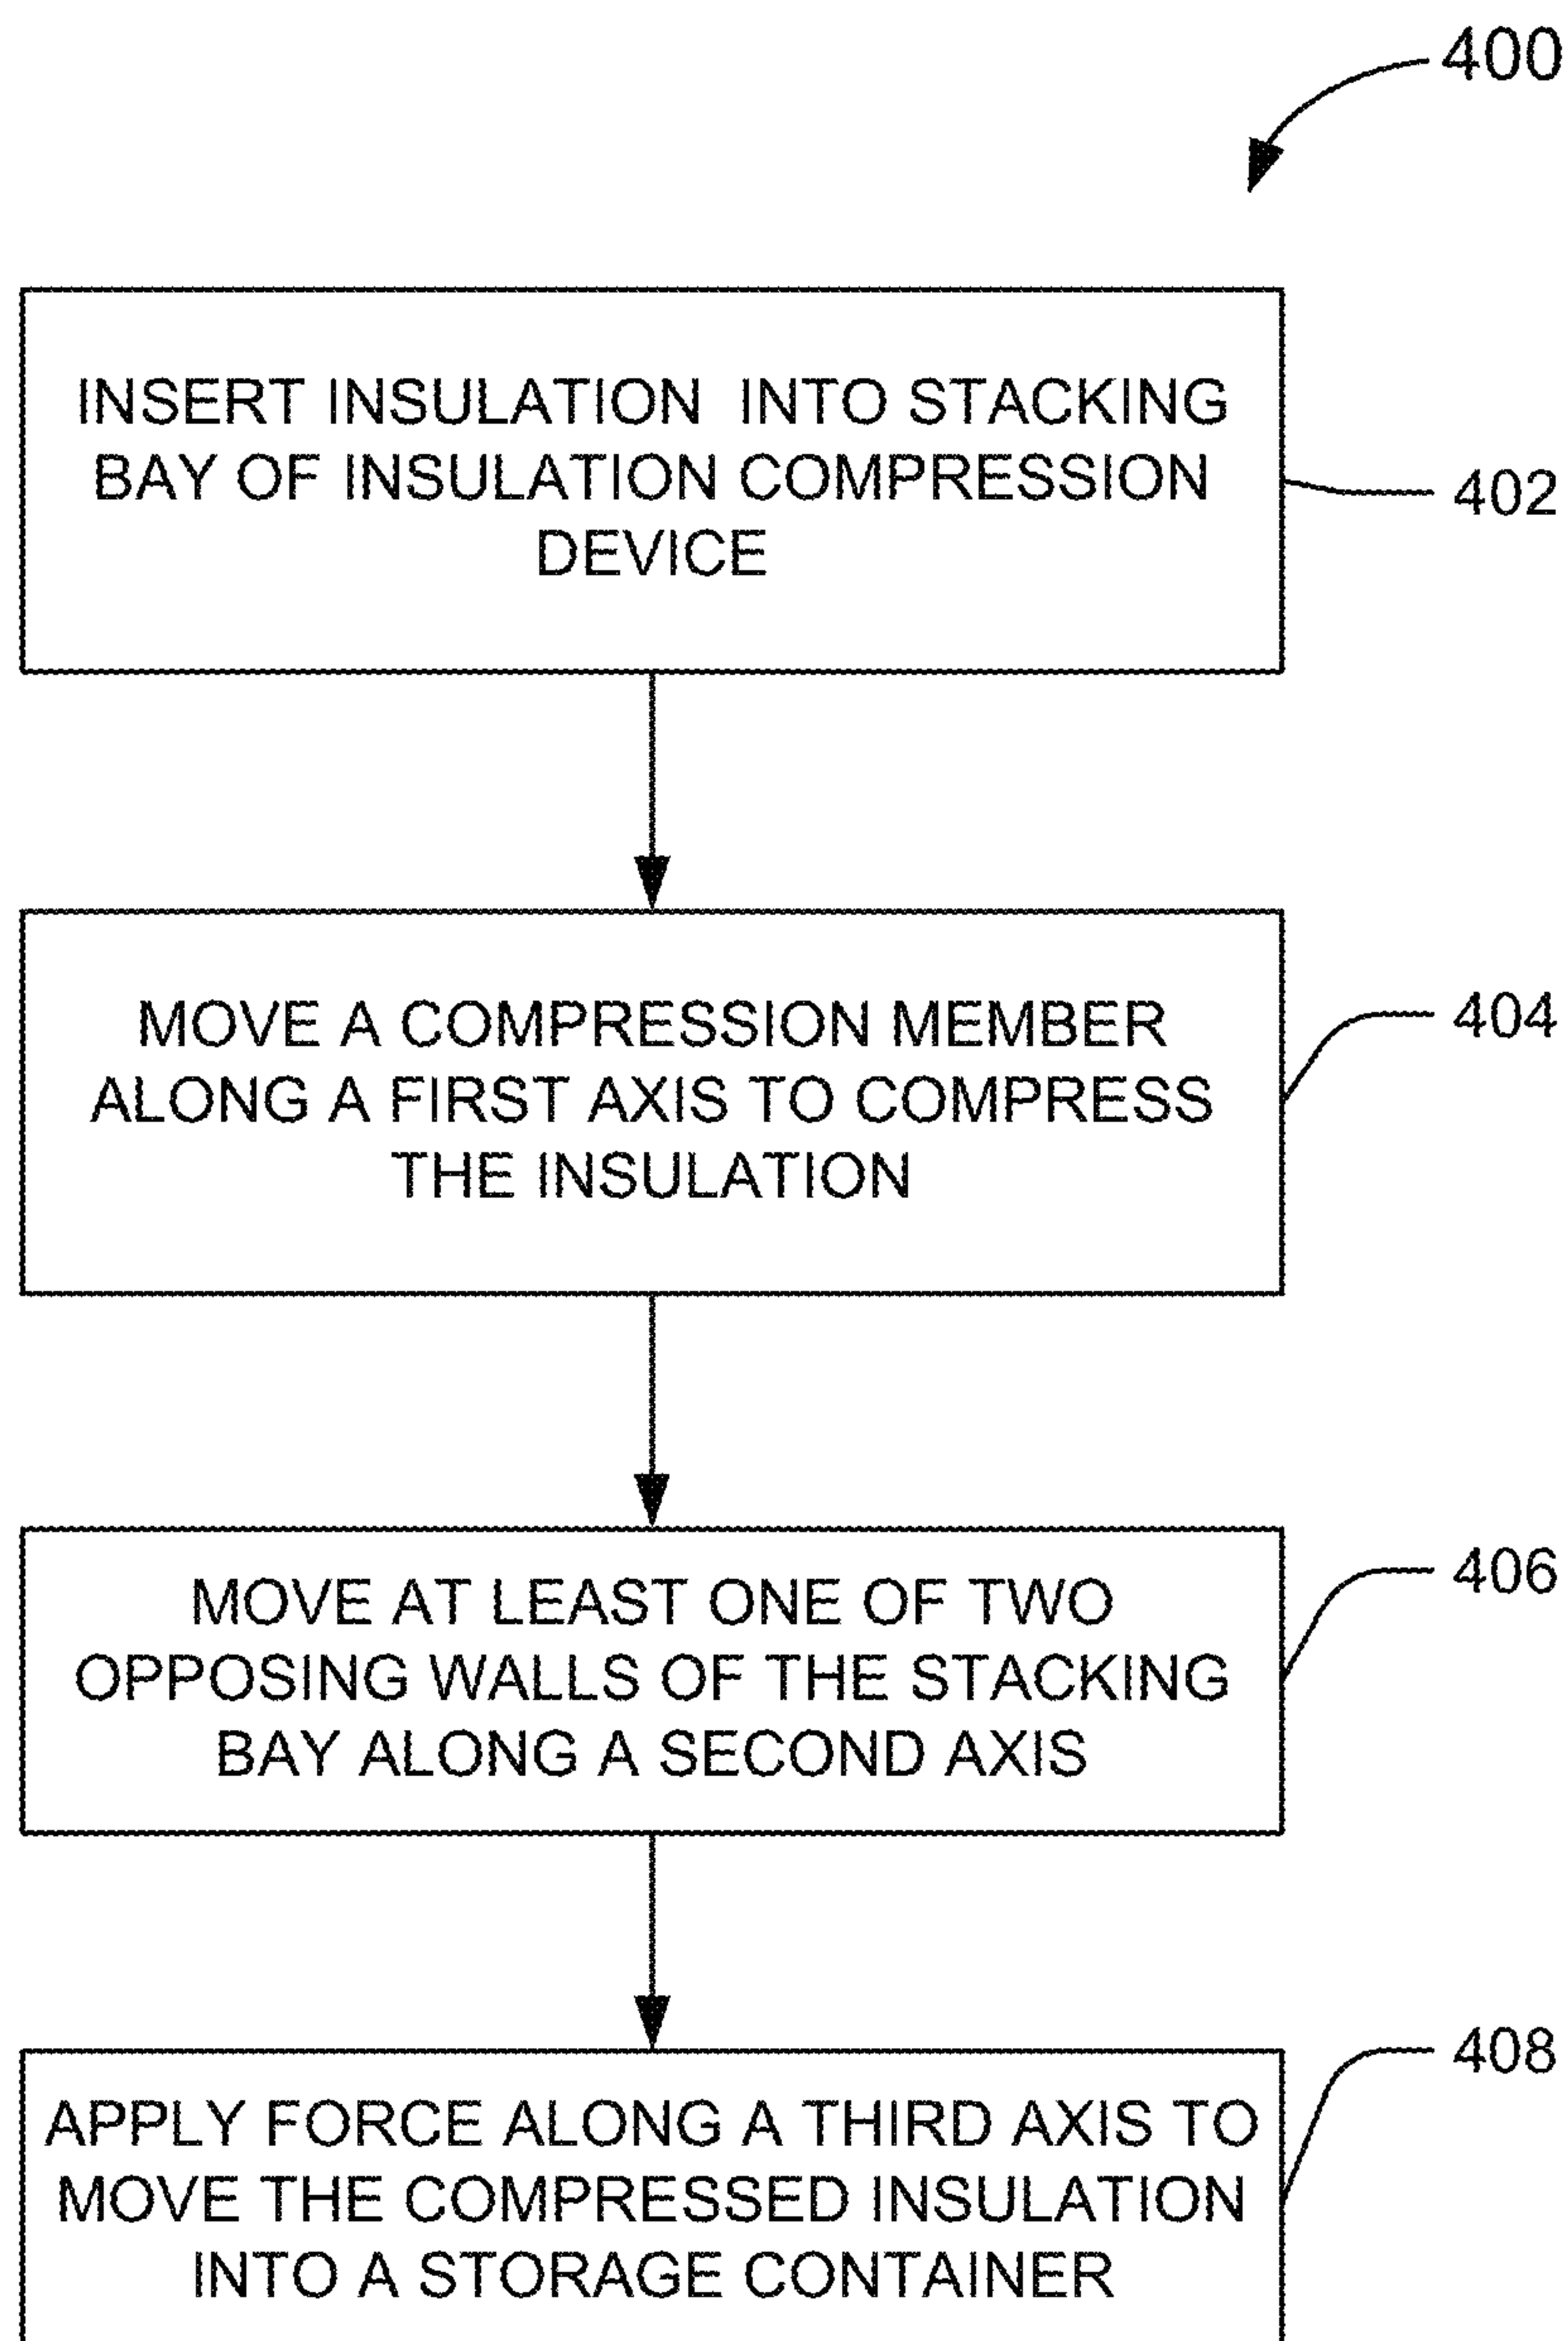 400
INSERT INSULATION INTO STACKING
BAY OF INSULATION COMPRESSION
DEVICE
402
MOVE A COMPRESSION MEMBER
ALONG A FIRST AXIS TO COMPRESS
THE INSULATION
404
MOVE AT LEAST ONE OF TWO
OPPOSING WALLS OF THE STACKING
BAY ALONG A SECOND AXIS
406
APPLY FORCE ALONG A THIRD AXIS TO
MOVE THE COMPRESSED INSULATION
INTO A STORAGE CONTAINER
408